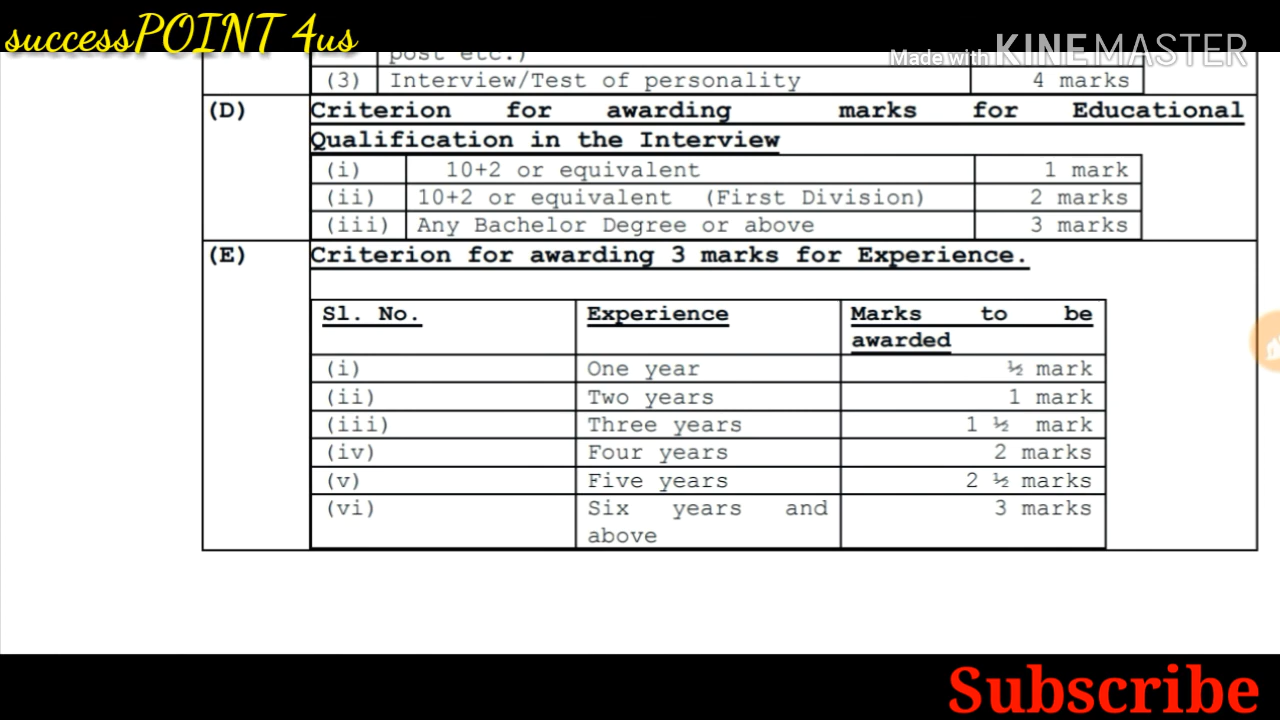 successPOINT 4us
Made with KINEMASTER
post etc.)
(3) Interview/Test of personality 4 marks
(D) Criterion for awarding marks for Educational
Qualification in the Interview
(i) 10+2 or equivalent 1 mark
(ii) 10+2 or equivalent (First Division) 2 marks
(iii) Any Bachelor Degree or above 3 marks
(E) Criterion for awarding 3 marks for Experience.
Sl. No. Experience Marks to be
awarded
(i) One year ½ mark
(ii) Two years 1 mark
(iii) Three years 1 ½ mark
(iv) Four years 2 marks
(v) Five years 2 ½ marks
(vi) Six years and 3 marks
above
Subscribe